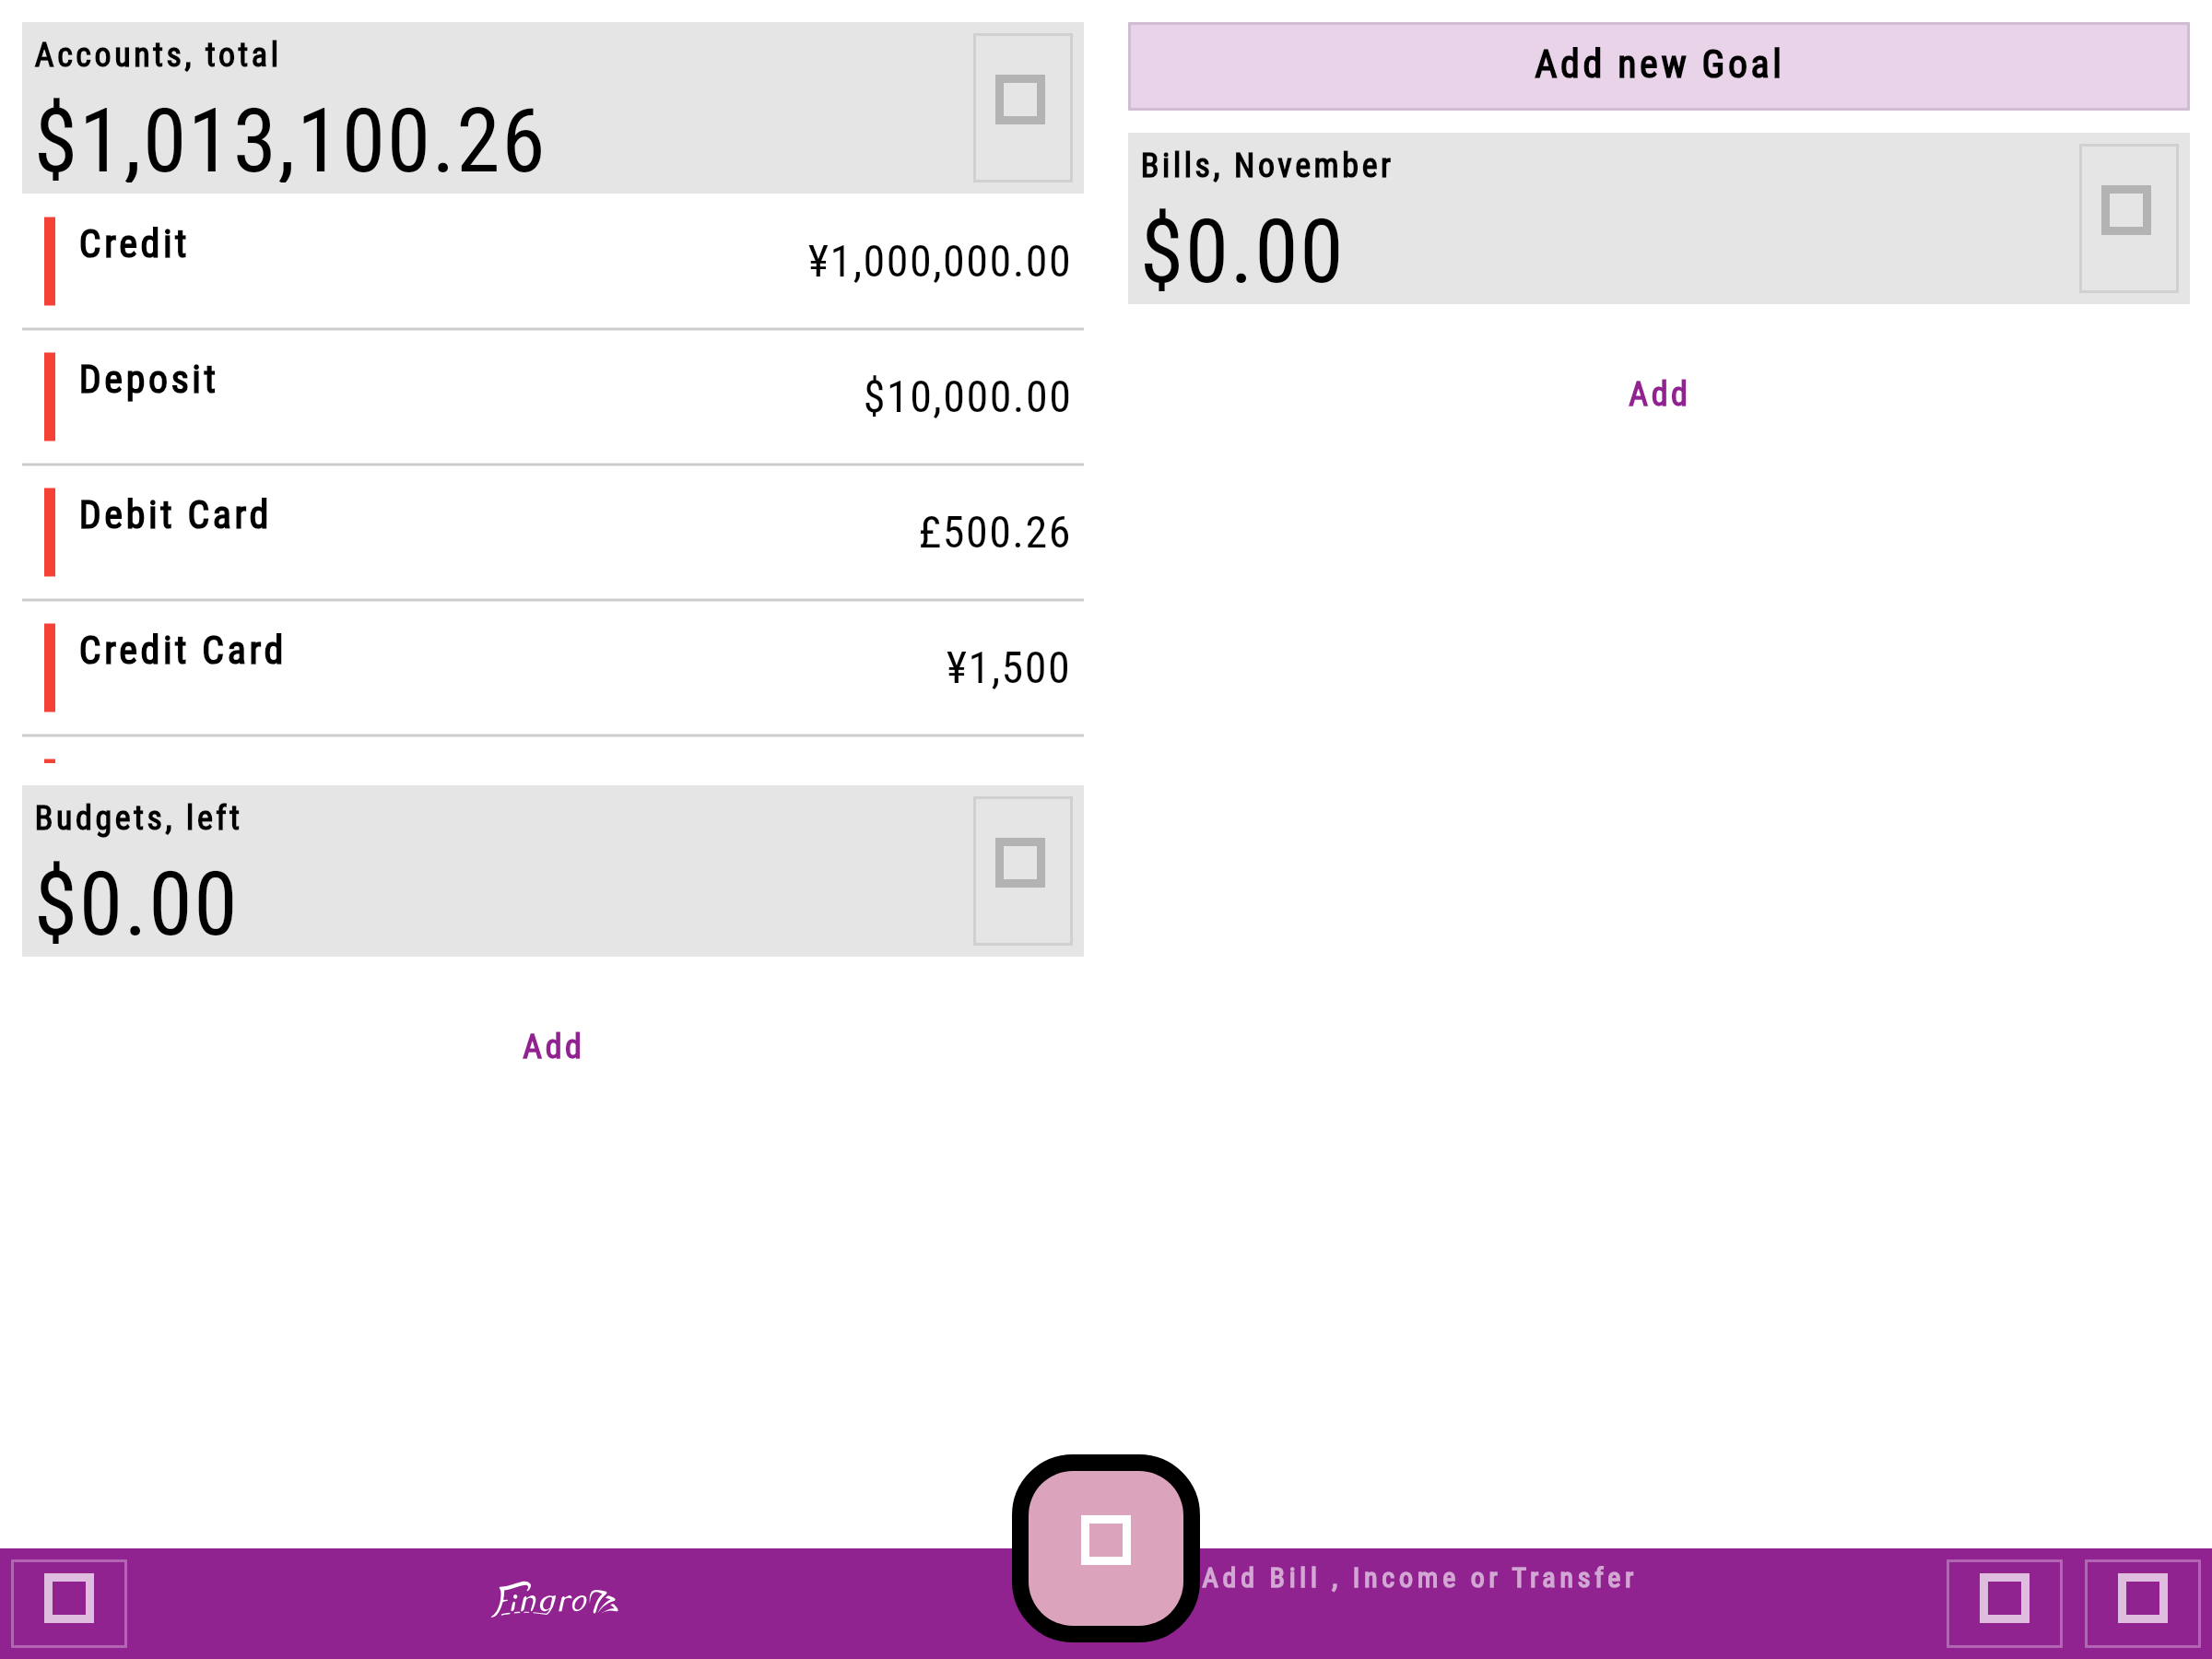 Accounts, total
$1,013,100.26
Credit
¥1,000,000.00
Deposit
$10,000.00
Debit Card
£500.26
Credit Card
¥1,500
Budgets, left
$0.00
Add
Add new Goal
Bills, November
$0.00
Add
Add Bill , Income or Transfer